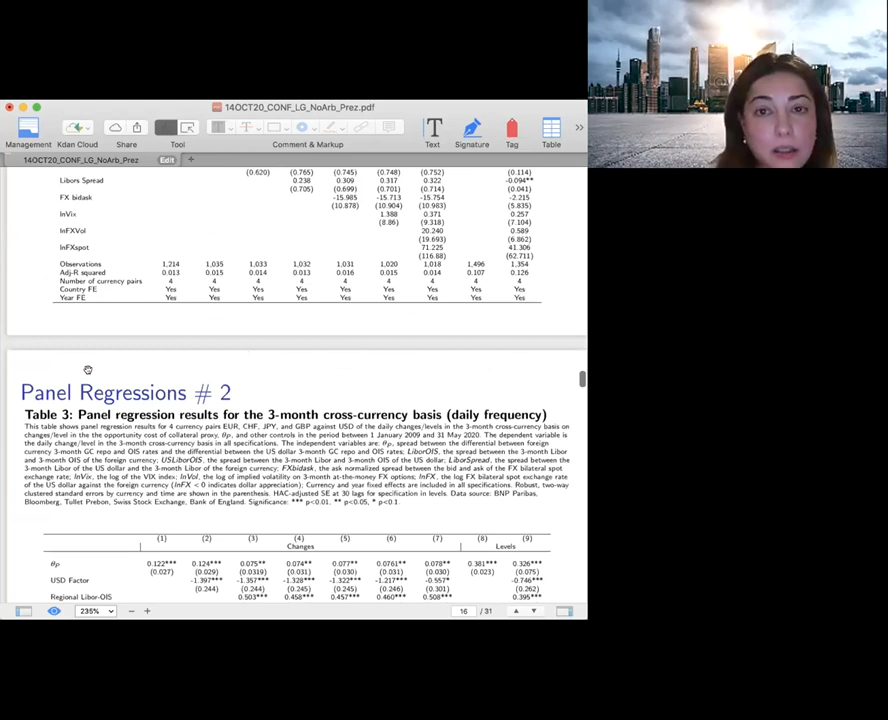 14OCT20_CONF_LG_NoArb_Prez.pdf
Management Kdan Cloud Share Tool Comment & Markup Text Signature Tag Table
14OCT20_CONF_LG_NoArb_Prez Edit
(0.620) (0.765) (0.745) (0.748) (0.752) (0.114)
Libors Spread 0.238 0.309 0.317 0.322 -0.094**
(0.705) (0.699) (0.701) (0.714) (0.041)
FX bidask -15.985 -15.713 -15.754 -2.215
(10.878) (10.904) (10.983) (5.835)
lnVix 1.388 0.371 0.257
(8.86) (9.318) (7.104)
lnFXVol 20.240 0.589
(19.693) (6.862)
lnFXspot 71.225 41.306
(116.88) (62.711)
Observations 1,214 1,035 1,033 1,032 1,031 1,020 1,018 1,496 1,354
Adj-R squared 0.013 0.015 0.014 0.013 0.016 0.015 0.014 0.107 0.126
Number of currency pairs 4 4 4 4 4 4 4 4 4
Country FE Yes Yes Yes Yes Yes Yes Yes Yes Yes
Year FE Yes Yes Yes Yes Yes Yes Yes Yes Yes
Panel Regressions # 2
Table 3: Panel regression results for the 3-month cross-currency basis (daily frequency)
This table shows panel regression results for 4 currency pairs EUR, CHF, JPY, and GBP against USD of the daily changes/levels in the 3-month cross-currency basis on
changes/level in the the opportunity cost of collateral proxy, θP, and other controls in the period between 1 January 2009 and 31 May 2020. The dependent variable is
the daily change/level in the 3-month cross-currency basis in all specifications. The independent variables are: θP, spread between the differential between foreign
currency 3-month GC repo and OIS rates and the differential between the US dollar 3-month GC repo and OIS rates; LiborOIS, the spread between the 3-month Libor
and 3-month OIS of the foreign currency; USLiborOIS, the spread between the 3-month Libor and 3-month OIS of the US dollar; LiborSpread, the spread between the
3-month Libor of the US dollar and the 3-month Libor of the foreign currency; FXbidask, the ask normalized spread between the bid and ask of the FX bilateral spot
exchange rate; lnVix, the log of the VIX index; lnVol, the log of implied volatility on 3-month at-the-money FX options; lnFX, the log FX bilateral spot exchange rate
of the US dollar against the foreign currency (lnFX < 0 indicates dollar appreciation); Currency and year fixed effects are included in all specifications. Robust, two-way
clustered standard errors by currency and time are shown in the parenthesis. HAC-adjusted SE at 30 lags for specification in levels. Data source: BNP Paribas,
Bloomberg, Tullet Prebon, Swiss Stock Exchange, Bank of England. Significance: *** p<0.01, ** p<0.05, * p<0.1.
(1) (2) (3) (4) (5) (6) (7) (8) (9)
Changes Levels
θP 0.122*** 0.124*** 0.075** 0.074** 0.077** 0.0761** 0.078** 0.381*** 0.326***
(0.027) (0.029) (0.0319) (0.031) (0.030) (0.031) (0.030) (0.023) (0.075)
USD Factor -1.397*** -1.357*** -1.328*** -1.322*** -1.217*** -0.557* -0.746***
(0.244) (0.244) (0.245) (0.245) (0.246) (0.301) (0.262)
Regional Libor-OIS 0.503*** 0.458*** 0.457*** 0.460*** 0.508*** 0.395***
235% 16 / 31